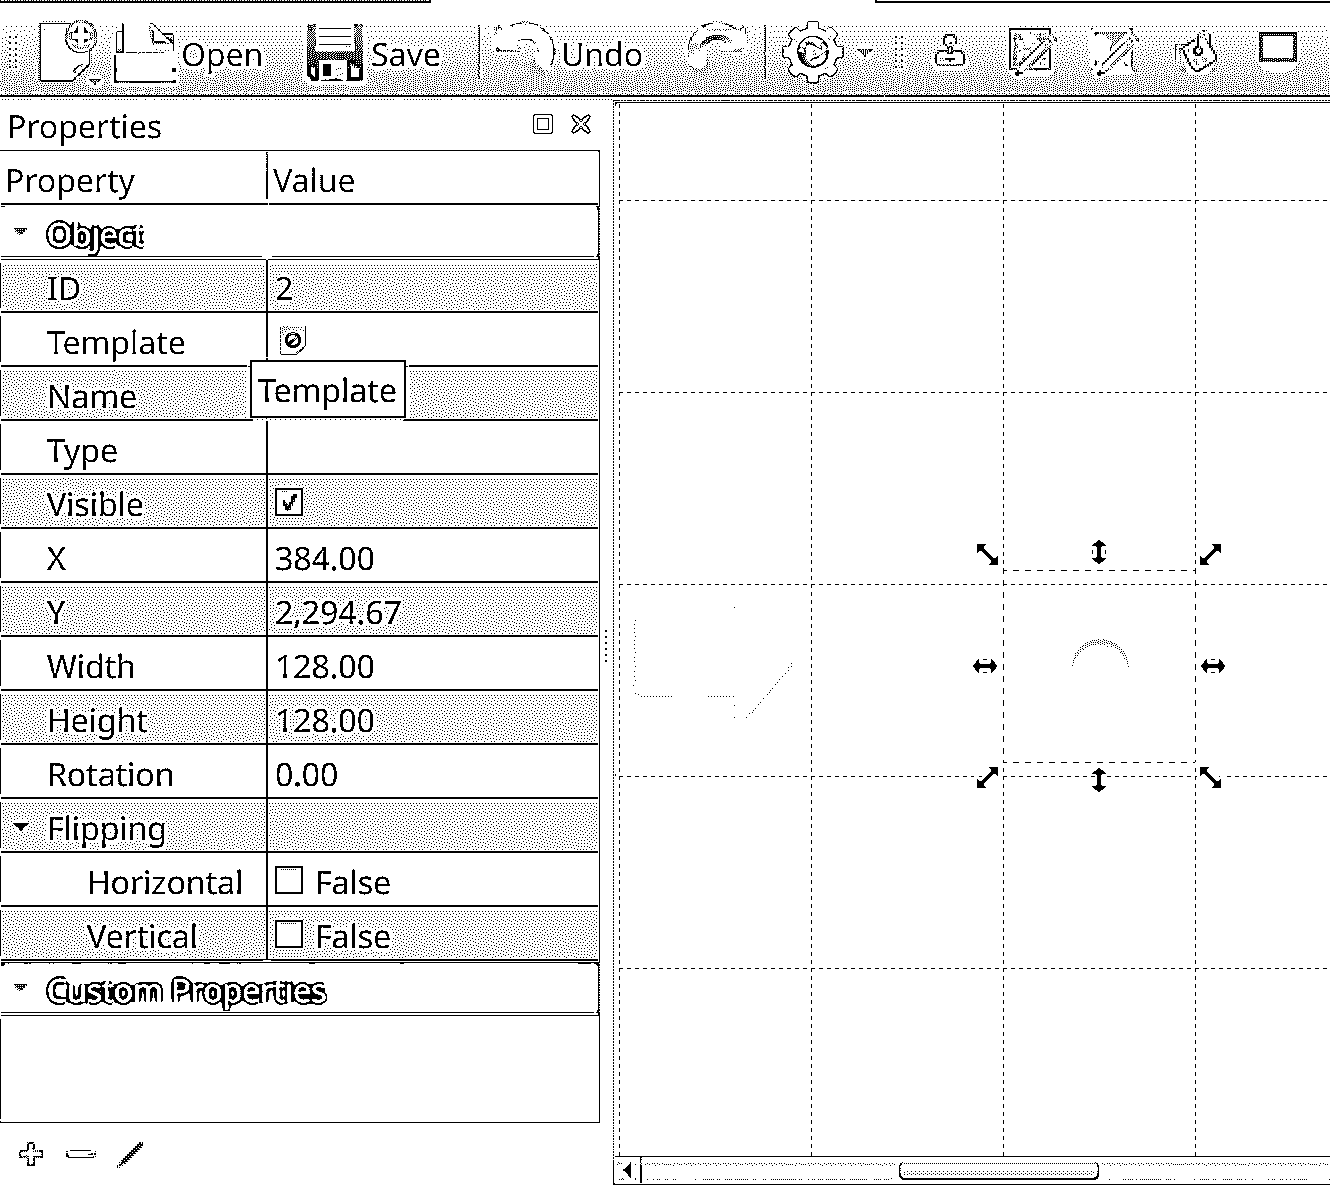 Open Save Undo
Properties
Property Value
Object
ID 2
Template
Name Template
Type
Visible
X 384.00
Y 2,294.67
Width 128.00
Height 128.00
Rotation 0.00
Flipping
Horizontal False
Vertical False
Custom Properties